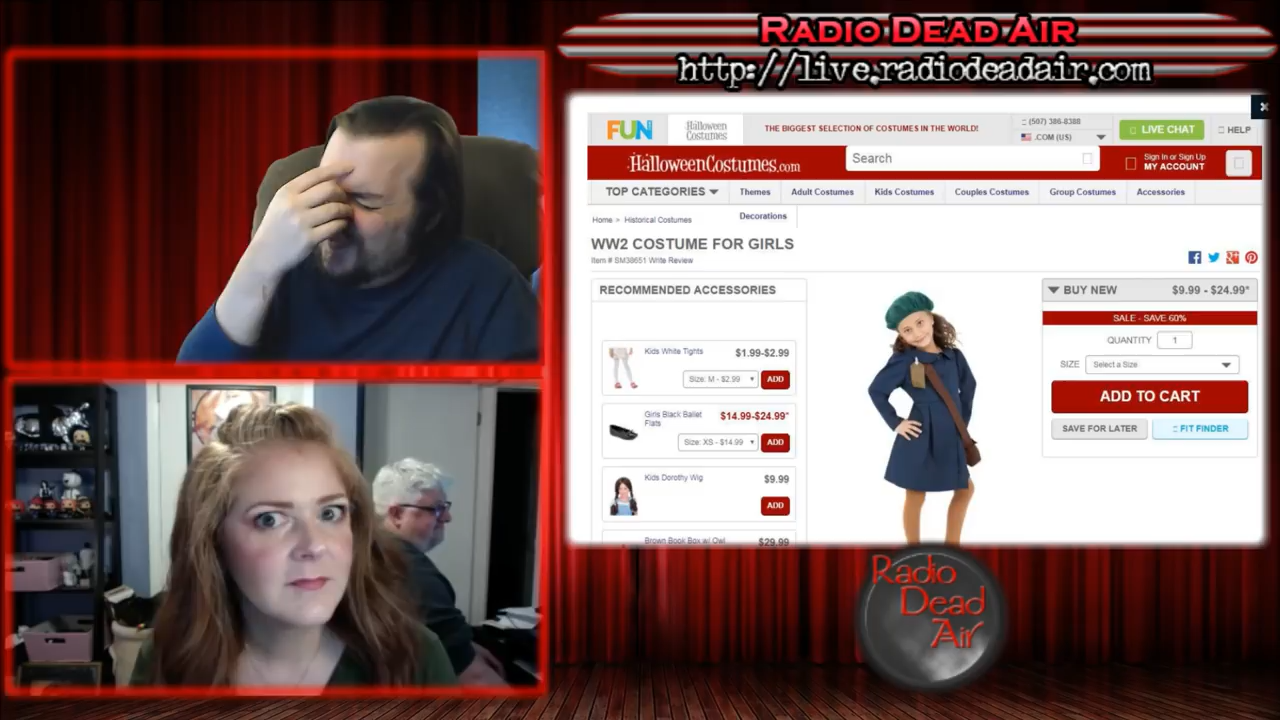 RADIO DEAD AIR
http://live.radiodeadair.com
FUN
Halloween Costumes
THE BIGGEST SELECTION OF COSTUMES IN THE WORLD!
(507) 386-8388
.COM (US)
LIVE CHAT
HELP
HalloweenCostumes.com
Search
Sign In or Sign Up
MY ACCOUNT
TOP CATEGORIES
Themes
Adult Costumes
Kids Costumes
Couples Costumes
Group Costumes
Accessories
Decorations
Home > Historical Costumes
WW2 COSTUME FOR GIRLS
Item # SM38651 Write Review
RECOMMENDED ACCESSORIES
Kids White Tights
$1.99-$2.99
Size: M - $2.99
ADD
Girls Black Ballet
Flats
$14.99-$24.99*
Size: XS - $14.99
ADD
Kids Dorothy Wig
$9.99
ADD
Brown Book Box w/ Owl
$29.99
BUY NEW
$9.99 - $24.99*
SALE - SAVE 60%
QUANTITY
1
SIZE
Select a Size
ADD TO CART
SAVE FOR LATER
FIT FINDER
Radio
Dead
Air